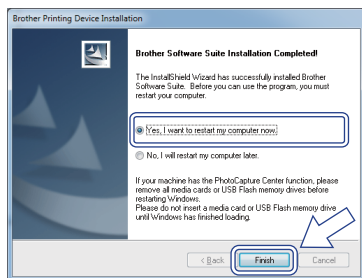 Brother Printing Device Installation
Brother Software Suite Installation Completed!
The InstallShield Wizard has successfully installed Brother
Software Suite. Before you can use the program, you must
restart your computer.
Yes, I want to restart my computer now.
No, I will restart my computer later.
If your machine has the PhotoCapture Center function, please
remove all media cards or USB Flash memory drives before
restarting Windows.
Please do not insert a media card or USB Flash memory drive
until Windows has finished loading.
< Back
Finish
Cancel